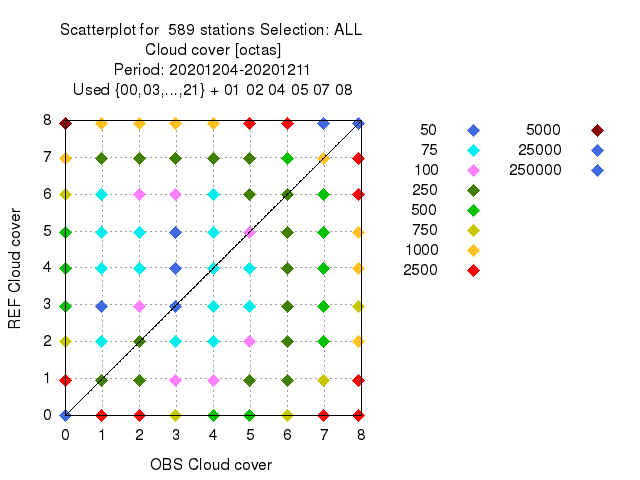 Scatterplot for 589 stations Selection: ALL
Cloud cover [octas]
Period: 20201204-20201211
Used {00,03,...,21} + 01 02 04 05 07 08
REF Cloud cover
8
7
6
5
4
3
2
1
0
0 1 2 3 4 5 6 7 8
OBS Cloud cover
50 5000
75 25000
100 250000
250
500
750
1000
2500